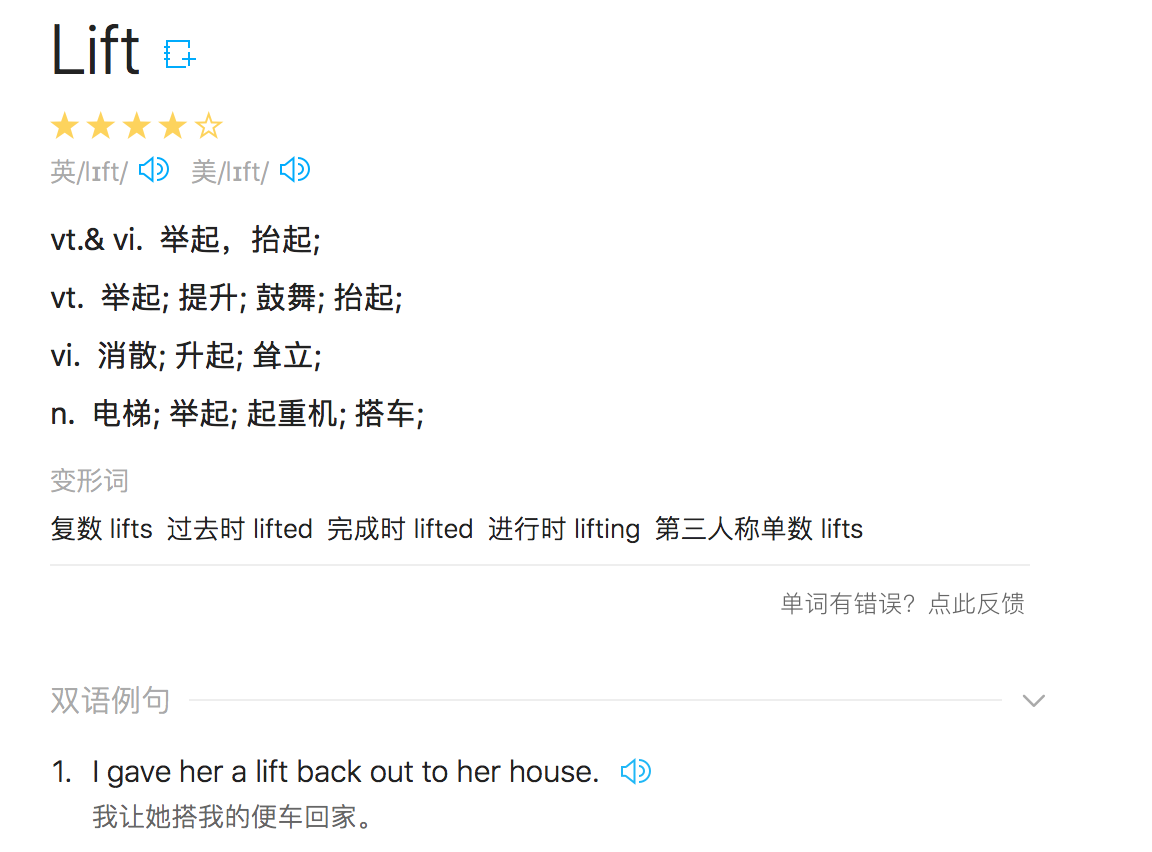 Lift
英/lɪft/ 美/lɪft/
vt.& vi. 举起，抬起;
vt. 举起; 提升; 鼓舞; 抬起;
vi. 消散; 升起; 耸立;
n. 电梯; 举起; 起重机; 搭车;
变形词
复数 lifts 过去时 lifted 完成时 lifted 进行时 lifting 第三人称单数 lifts
单词有错误？点此反馈
双语例句
1. I gave her a lift back out to her house.
我让她搭我的便车回家。